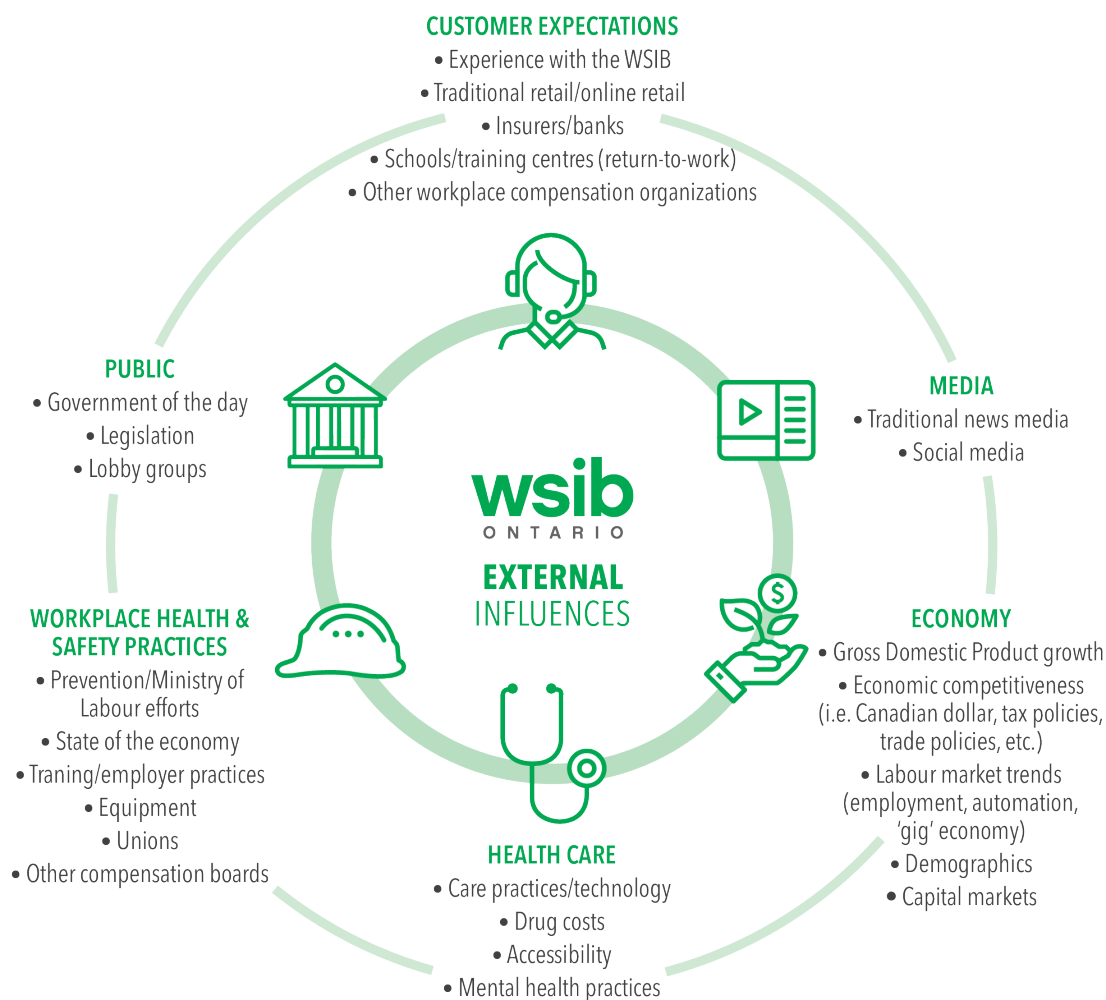 CUSTOMER EXPECTATIONS
• Experience with the WSIB
• Traditional retail/online retail
• Insurers/banks
• Schools/training centres (return-to-work)
• Other workplace compensation organizations
PUBLIC
• Government of the day
• Legislation
• Lobby groups
MEDIA
• Traditional news media
• Social media
wsib
ONTARIO
EXTERNAL
INFLUENCES
$
WORKPLACE HEALTH &
SAFETY PRACTICES
• Prevention/Ministry of
Labour efforts
• State of the economy
• Traning/employer practices
• Equipment
• Unions
• Other compensation boards
ECONOMY
• Gross Domestic Product growth
• Economic competitiveness
(i.e. Canadian dollar, tax policies,
trade policies, etc.)
• Labour market trends
(employment, automation,
‘gig’ economy)
• Demographics
• Capital markets
HEALTH CARE
• Care practices/technology
• Drug costs
• Accessibility
• Mental health practices